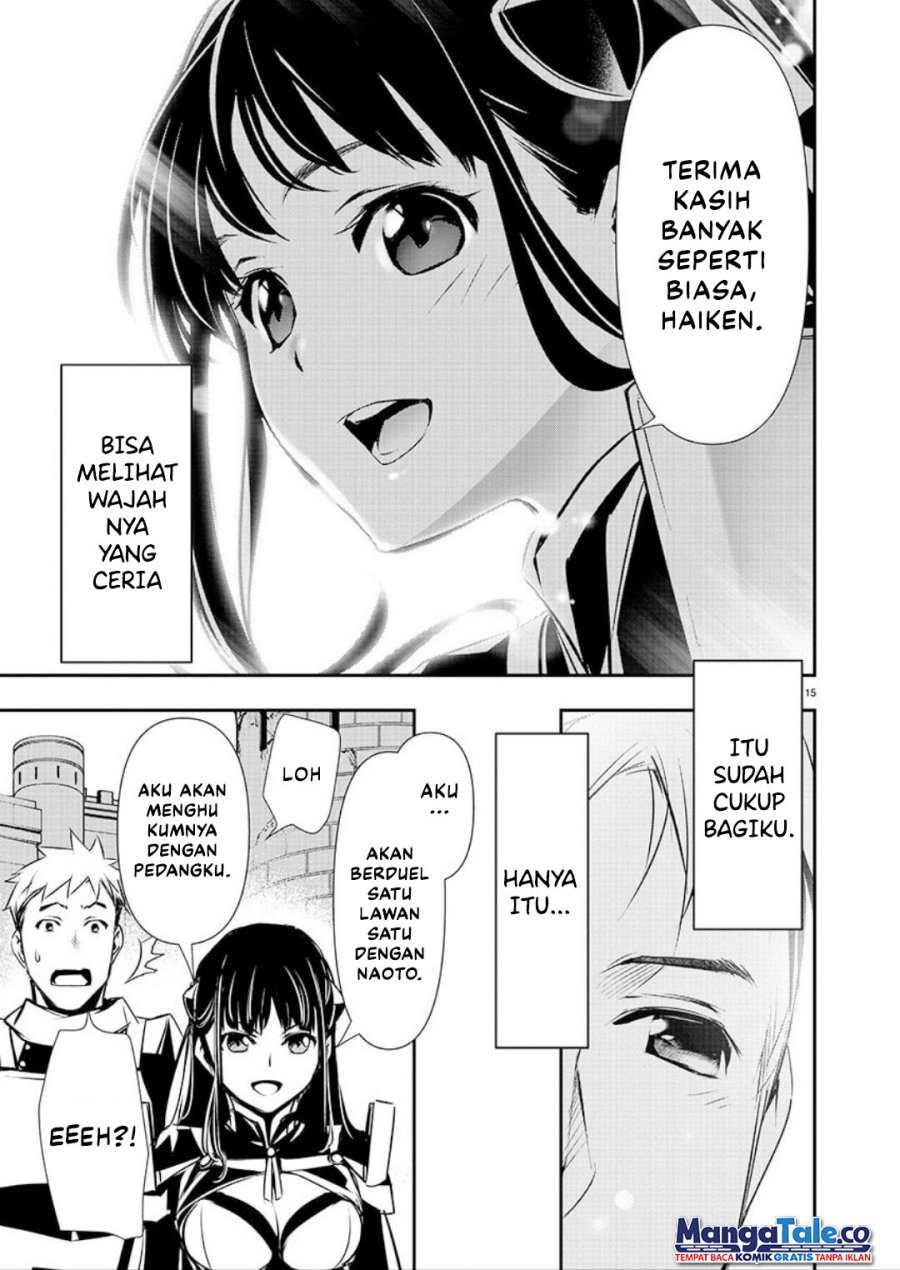 TERIMA
KASIH
BANYAK
SEPERTI
BIASA,
HAIKEN.
BISA
MELIHAT
WAJAH
NYA
YANG
CERIA
15
ITU
SUDAH
CUKUP
BAGIKU.
HANYA
ITU...
AKU
...
AKAN
BERDUEL
SATU
LAWAN
SATU
DENGAN
NAOTO.
LOH
AKU AKAN
MENGHU
KUMNYA
DENGAN
PEDANGKU.
EEEH?!
MangaTale.co
TEMPAT BACA KOMIK GRATIS TANPA IKLAN